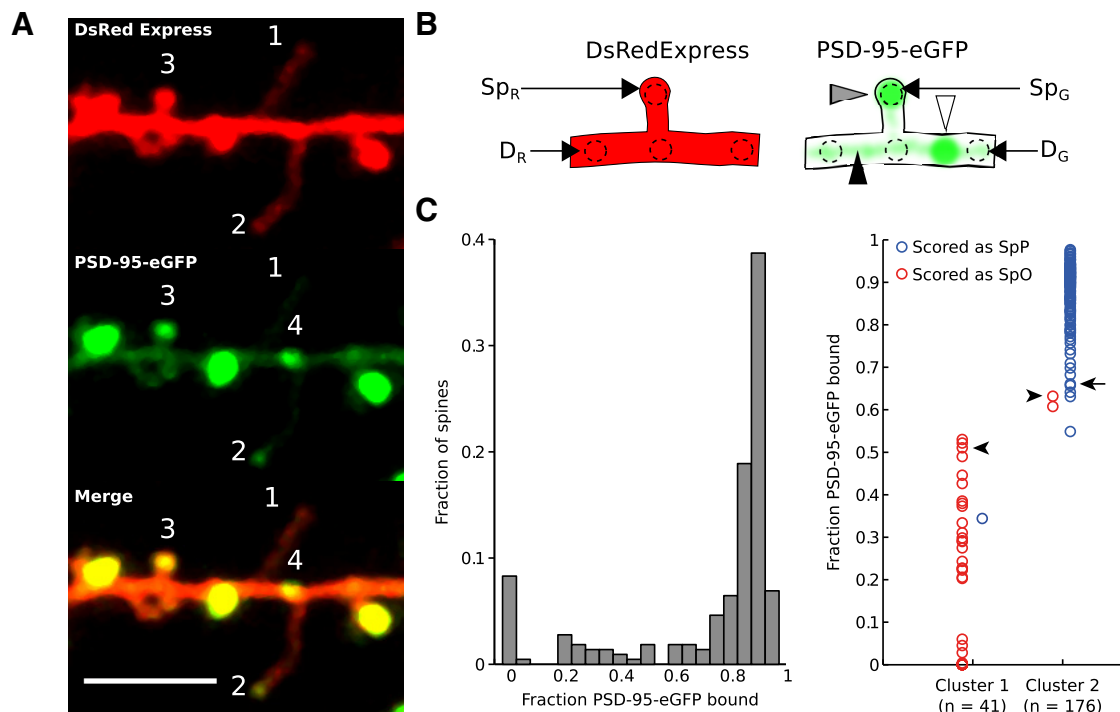 A
DsRed Express
1
3
2
PSD-95-eGFP
1
3
4
2
Merge
1
3
4
2
B
DsRedExpress
PSD-95-eGFP
SpR
SpG
DR
DG
C
0.4
0.3
0.2
0.1
0
Fraction of spines
0 0.2 0.4 0.6 0.8 1
Fraction PSD-95-eGFP bound
1
0.9
0.8
0.7
0.6
0.5
0.4
0.3
0.2
0.1
0
Fraction PSD-95-eGFP bound
Scored as SpP
Scored as SpO
Cluster 1
(n = 41)
Cluster 2
(n = 176)